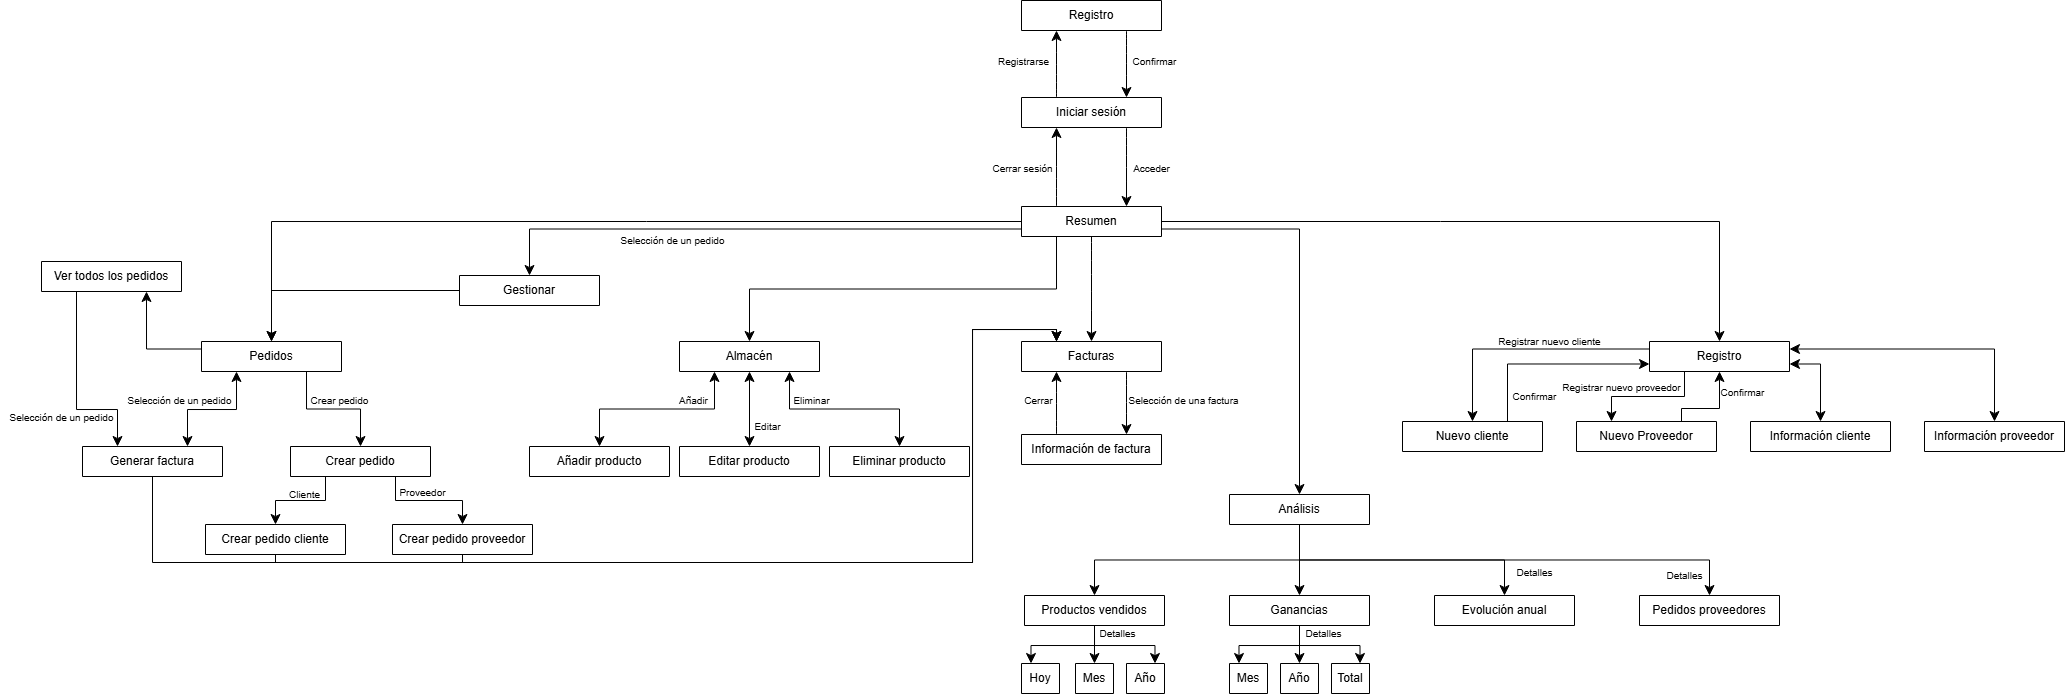 Registro
Registrarse
Confirmar
Iniciar sesión
Cerrar sesión
Acceder
Resumen
Selección de un pedido
Ver todos los pedidos
Gestionar
Pedidos
Almacén
Facturas
Registrar nuevo cliente
Registro
Selección de un pedido
Selección de un pedido
Crear pedido
Añadir
Editar
Eliminar
Cerrar
Selección de una factura
Confirmar
Registrar nuevo proveedor
Confirmar
Generar factura
Crear pedido
Añadir producto
Editar producto
Eliminar producto
Información de factura
Nuevo cliente
Nuevo Proveedor
Información cliente
Información proveedor
Cliente
Proveedor
Crear pedido cliente
Crear pedido proveedor
Análisis
Detalles
Detalles
Productos vendidos
Ganancias
Evolución anual
Pedidos proveedores
Detalles
Detalles
Hoy
Mes
Año
Mes
Año
Total